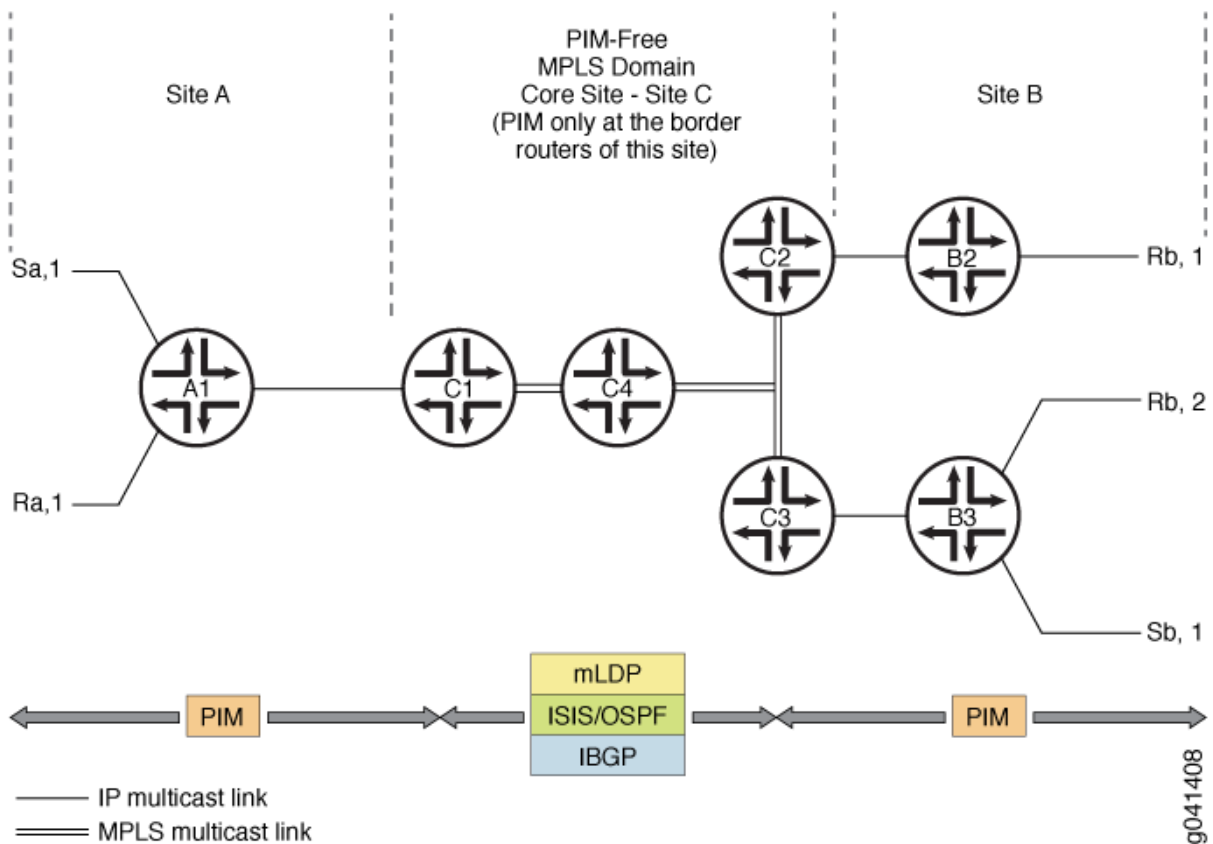 Site A
PIM-Free
MPLS Domain
Core Site - Site C
(PIM only at the border
routers of this site)
Site B
Sa,1
C2
B2
Rb, 1
A1
C1
C4
Rb, 2
Ra,1
C3
B3
Sb, 1
mLDP
PIM
ISIS/OSPF
PIM
IBGP
IP multicast link
MPLS multicast link
g041408